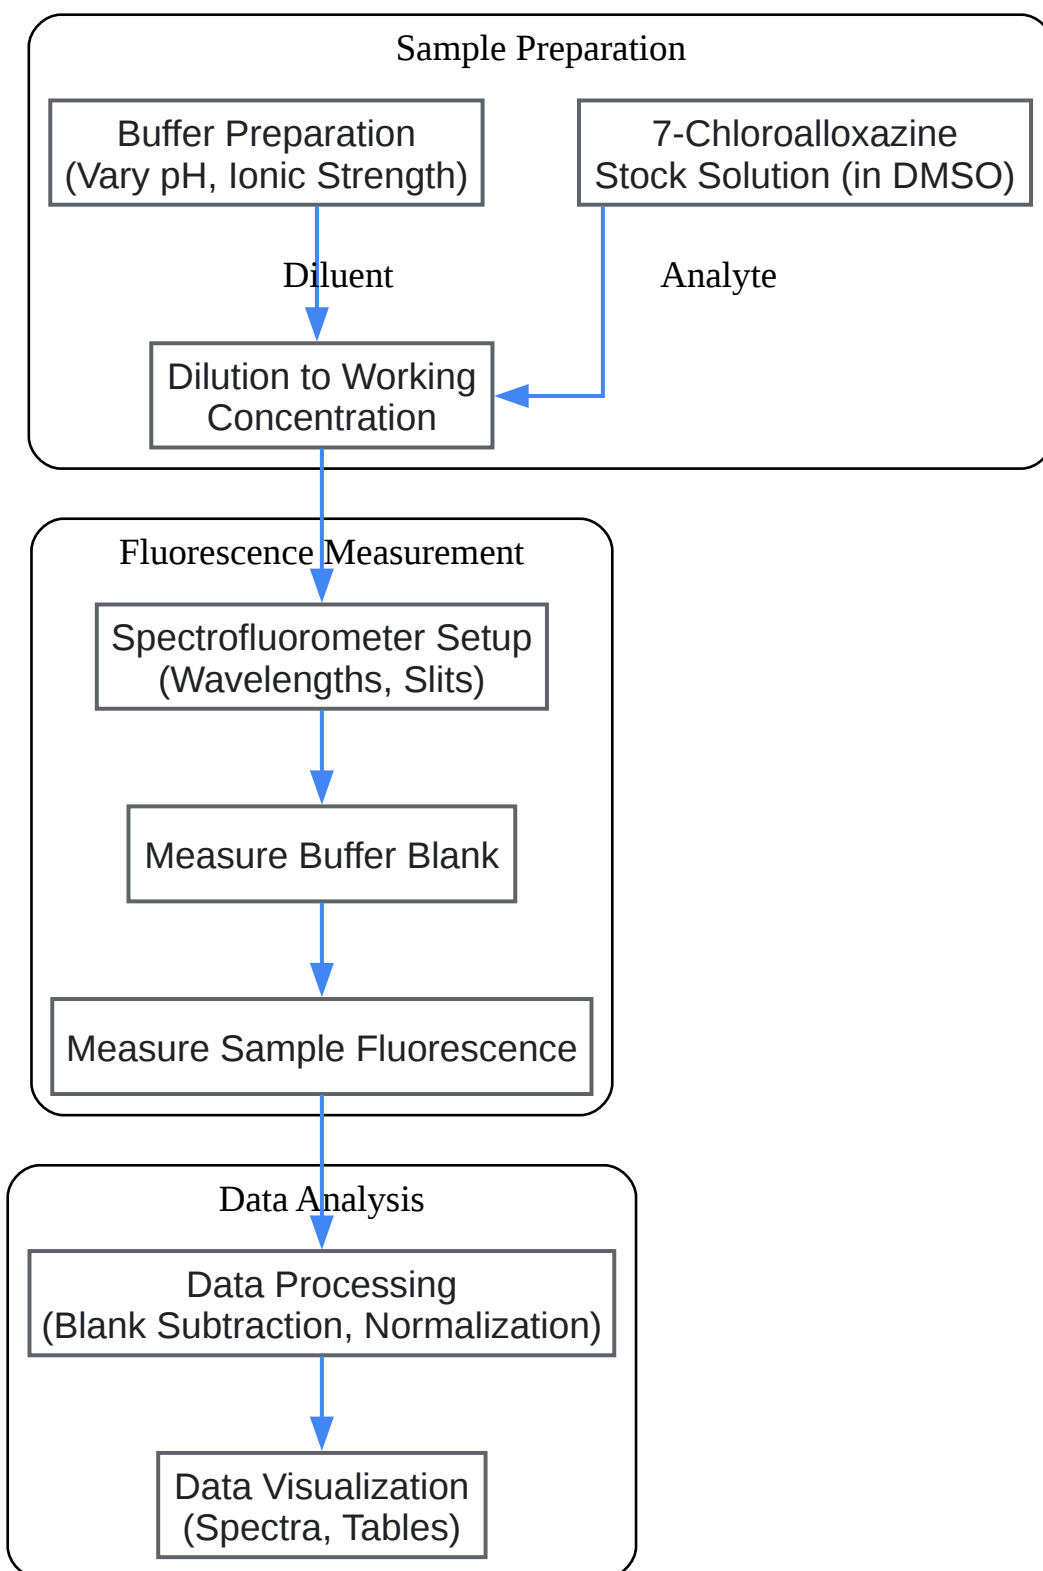 Sample Preparation
Buffer Preparation
(Vary pH, Ionic Strength)
7-Chloroalloxazine
Stock Solution (in DMSO)
Diluent
Analyte
Dilution to Working
Concentration
Fluorescence Measurement
Spectrofluorometer Setup
(Wavelengths, Slits)
Measure Buffer Blank
Measure Sample Fluorescence
Data Analysis
Data Processing
(Blank Subtraction, Normalization)
Data Visualization
(Spectra, Tables)